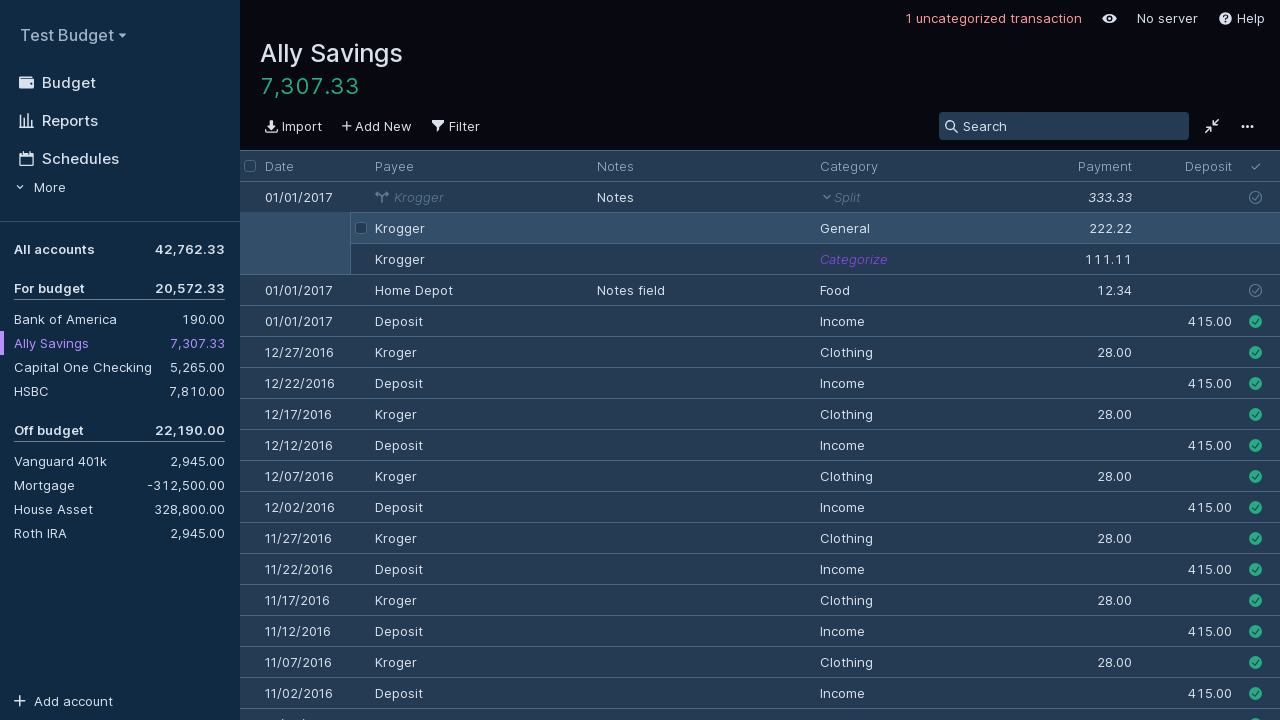 Test Budget
Budget
Reports
Schedules
More
All accounts 42,762.33
For budget 20,572.33
Bank of America 190.00
Ally Savings 7,307.33
Capital One Checking 5,265.00
HSBC 7,810.00
Off budget 22,190.00
Vanguard 401k 2,945.00
Mortgage -312,500.00
House Asset 328,800.00
Roth IRA 2,945.00
Add account
1 uncategorized transaction No server Help
Ally Savings
7,307.33
Import Add New Filter Search
Date Payee Notes Category Payment Deposit
01/01/2017 Krogger Notes Split 333.33
Krogger General 222.22
Krogger Categorize 111.11
01/01/2017 Home Depot Notes field Food 12.34
01/01/2017 Deposit Income 415.00
12/27/2016 Kroger Clothing 28.00
12/22/2016 Deposit Income 415.00
12/17/2016 Kroger Clothing 28.00
12/12/2016 Deposit Income 415.00
12/07/2016 Kroger Clothing 28.00
12/02/2016 Deposit Income 415.00
11/27/2016 Kroger Clothing 28.00
11/22/2016 Deposit Income 415.00
11/17/2016 Kroger Clothing 28.00
11/12/2016 Deposit Income 415.00
11/07/2016 Kroger Clothing 28.00
11/02/2016 Deposit Income 415.00